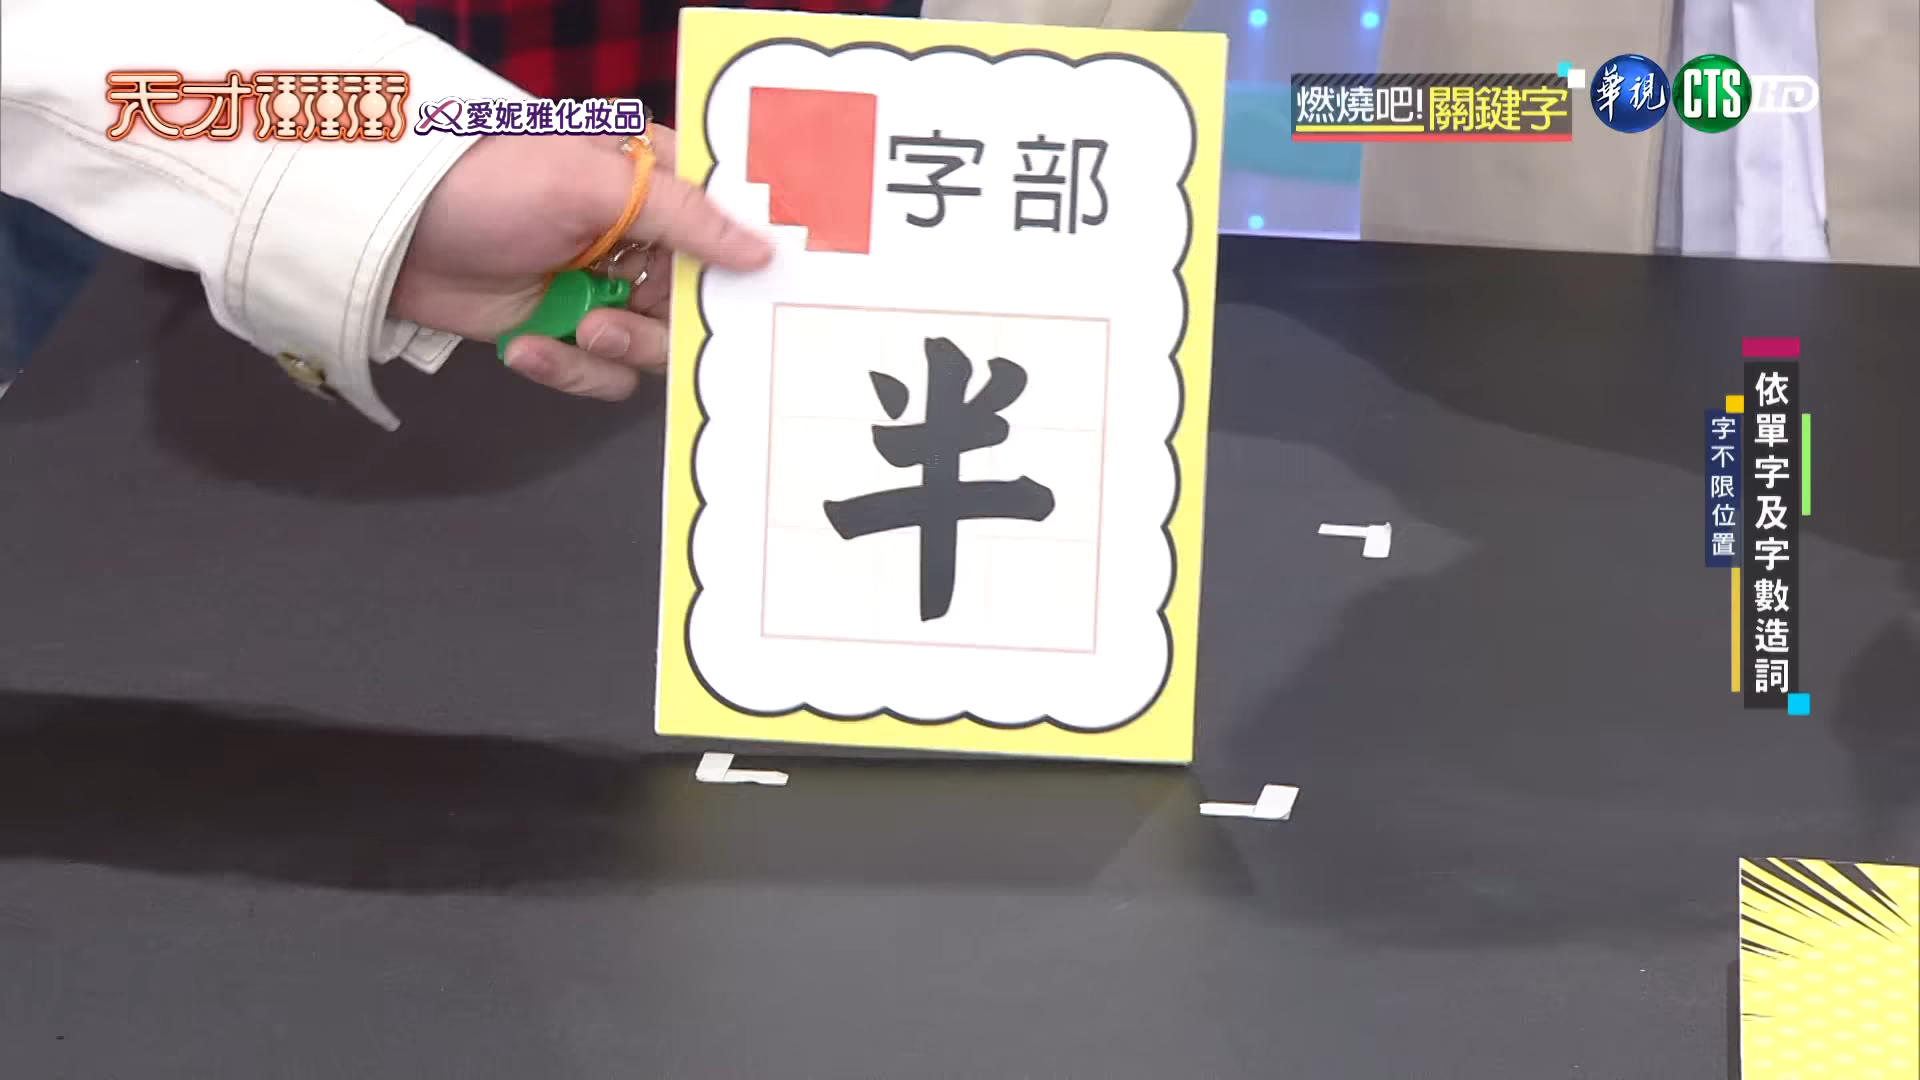 天才衝衝衝
愛妮雅化妝品
燃燒吧!關鍵字
華視
CTS
HD
字部
半
依單字及字數造詞
字不限位置